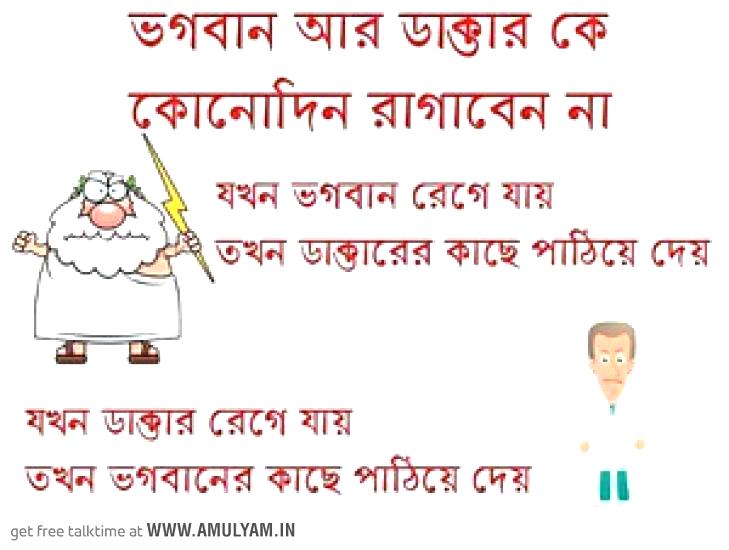 ভগবান আর ডাক্তার কে
কোনোদিন রাগাবেন না
যখন ভগবান রেগে যায়
তখন ডাক্তারের কাছে পাঠিয়ে দেয়
যখন ডাক্তার রেগে যায়
তখন ভগবানের কাছে পাঠিয়ে দেয়
get free talktime at WWW.AMULYAM.IN